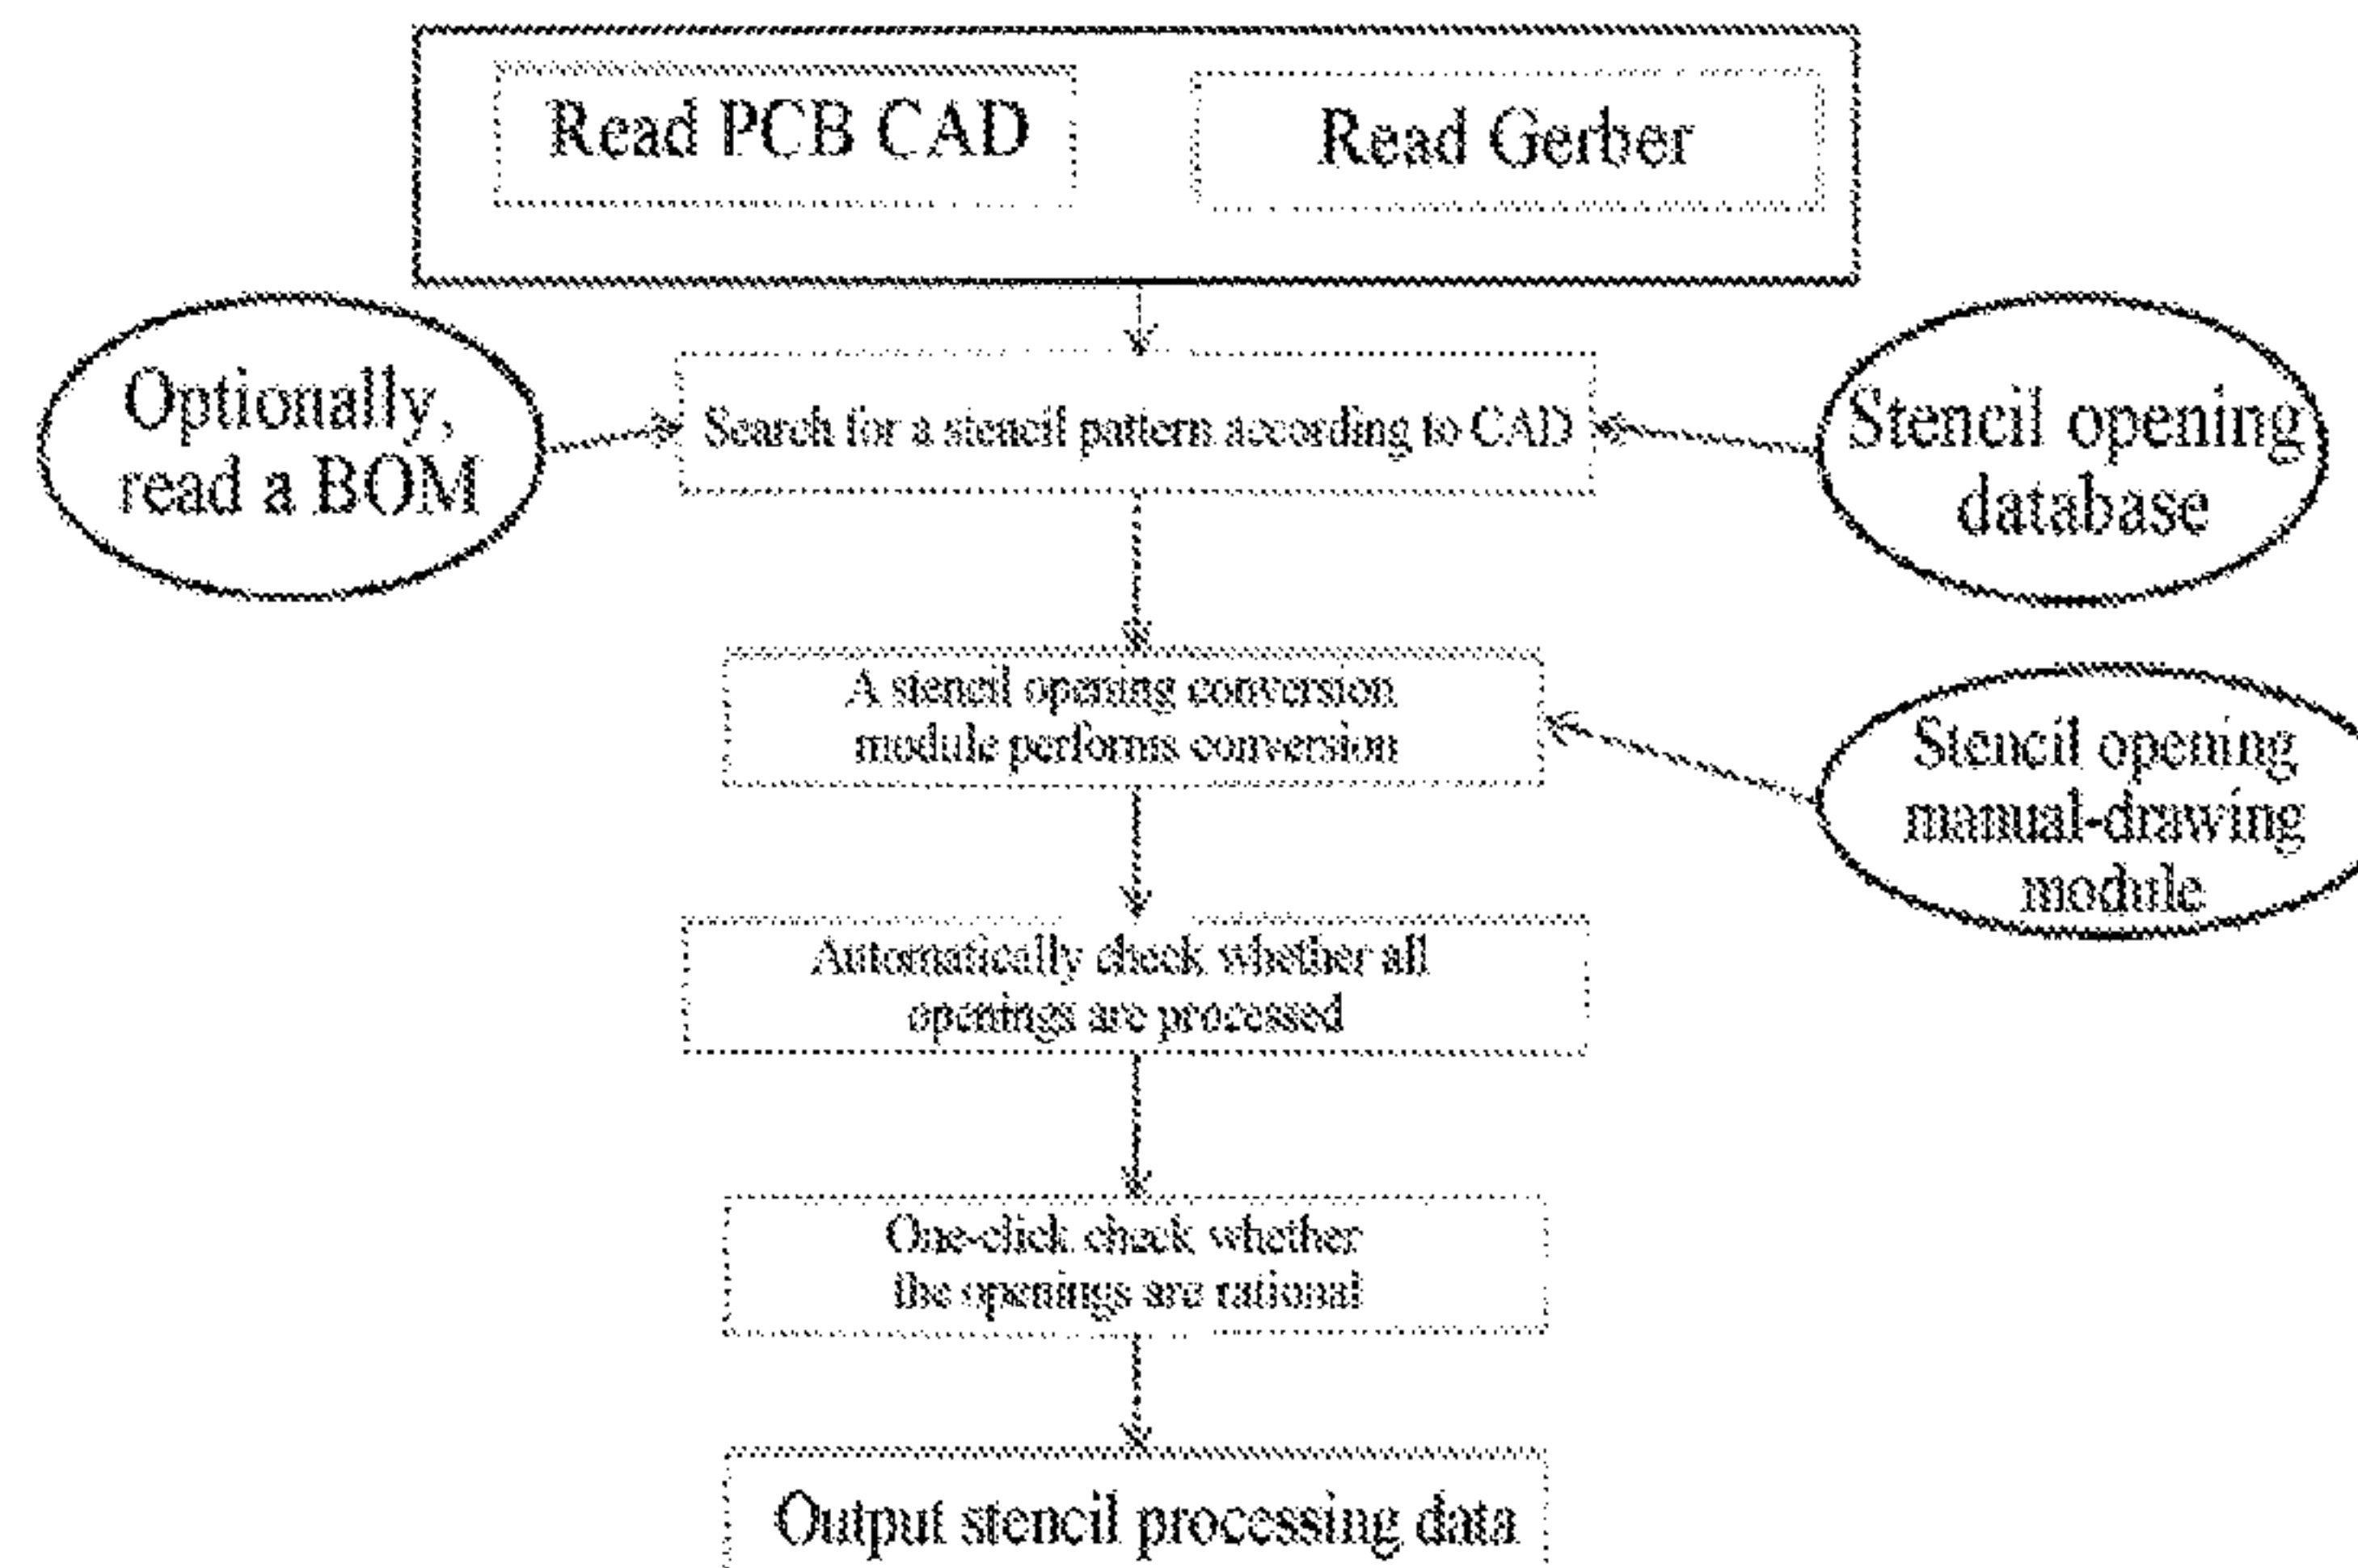 Read PCB CAD
Read Gerber
Optionally,
read a BOM
Search for a stencil pattern according to CAD
Stencil opening
database
A stencil opening conversion
module performs conversion
Stencil opening
manual-drawing
module
Automatically check whether all
openings are processed
One-click check whether
the openings are rational
Output stencil processing data